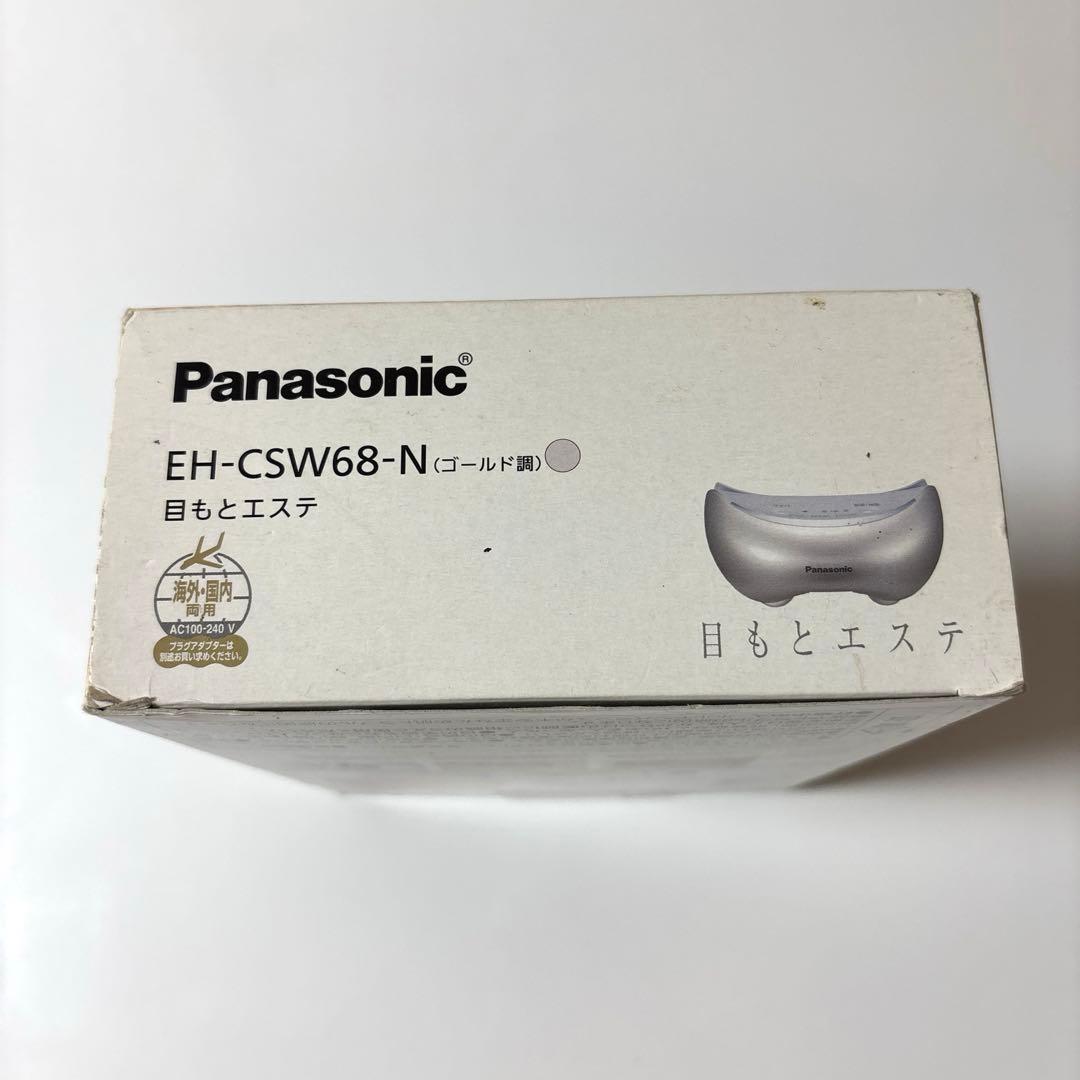 Panasonic®
EH-CSW68-N(ゴールド調)
目もとエステ
海外・国内
両用
AC100-240 V
プラグアダプターは
別途お買い求めください。
Panasonic
目もとエステ